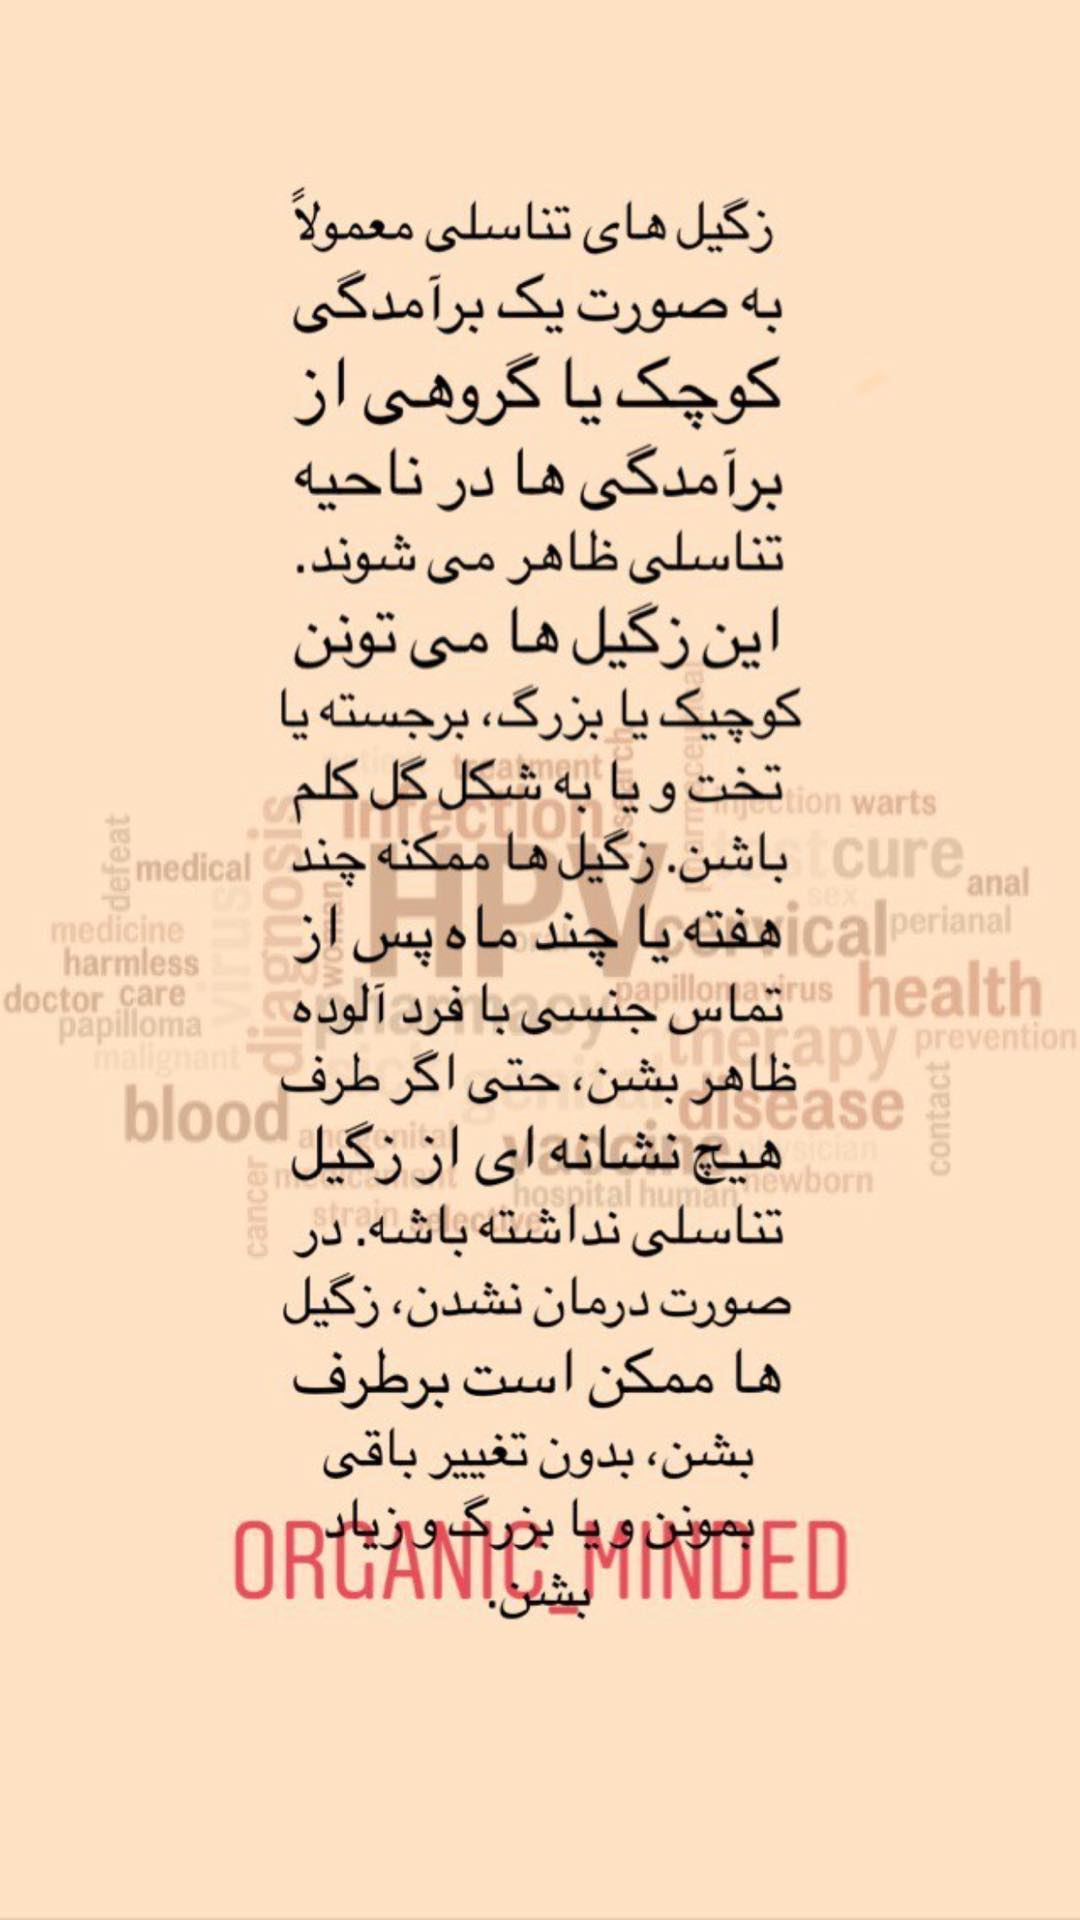 زگیل های تناسلی معمولاً
به صورت یک برآمدگی
کوچک یا گروهی از
برآمدگی ها در ناحیه
تناسلی ظاهر می شوند.
این زگیل ها می تونن
کوچیک یا بزرگ، برجسته یا
تخت و یا به شکل گل کلم
باشن. زگیل ها ممکنه چند
هفته یا چند ماه پس از
تماس جنسی با فرد آلوده
ظاهر بشن، حتی اگر طرف
هیچ نشانه ای از زگیل
تناسلی نداشته باشه. در
صورت درمان نشدن، زگیل
ها ممکن است برطرف
بشن، بدون تغییر باقی
بمونن و یا بزرگ و زیاد
بشن.
ORGANIC_MINDED
treatment
infection
research
pharmaceutical
injection warts
defeat
medical
diagnosis
HPV
cure
sex
anal
medicine
virus
woman
cervical
perianal
harmless
doctor care
papilloma
pharmacy
papillomavirus
health
malignant
genital
therapy
prevention
blood
disease
contact
anogenital
vaccine
physician
cancer
medicament
hospital human
newborn
strain
selective